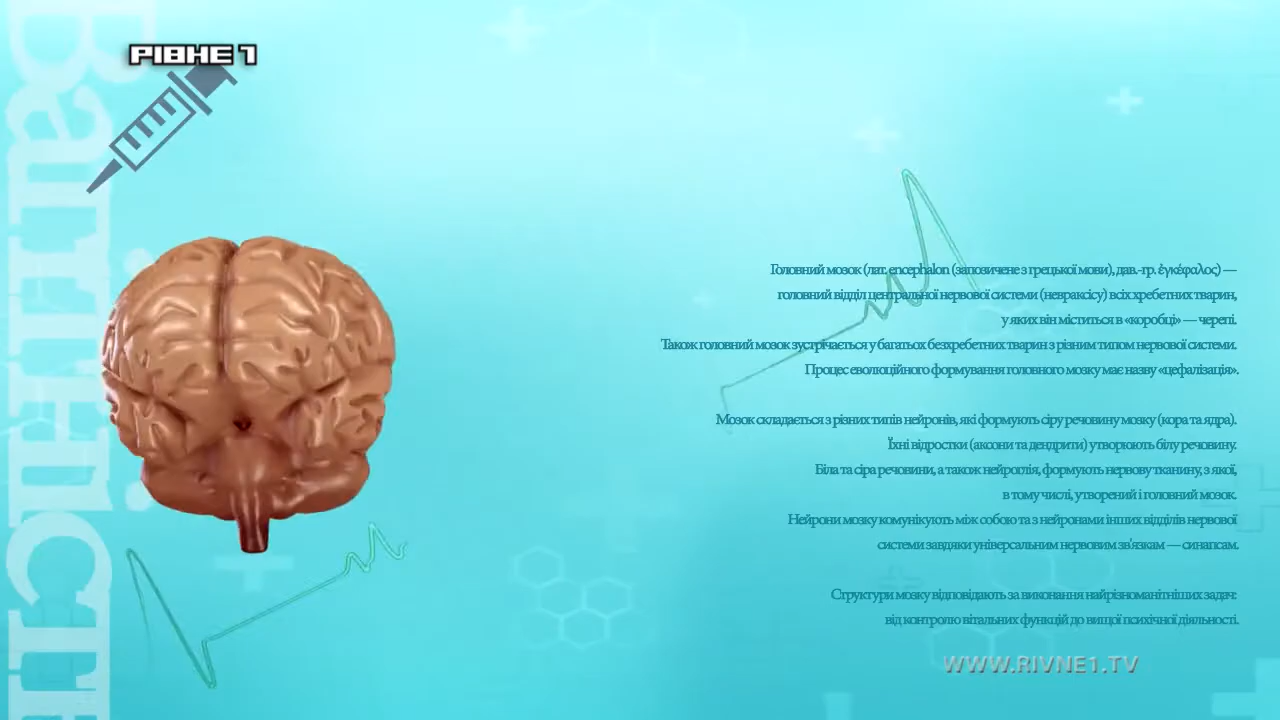 РІВНЕ 1
Вагітніст
Головний мозок (лат. encephalon (запозичене з грецької мови), дав.-гр. ἐγκέφαλος) —
головний відділ центральної нервової системи (невраксісу) всіх хребетних тварин,
у яких він міститься в «коробці» — черепі.
Також головний мозок зустрічається у багатьох безхребетних тварин з різним типом нервової системи.
Процес еволюційного формування головного мозку має назву «цефалізація».
Мозок складається з різних типів нейронів, які формують сіру речовину мозку (кора та ядра).
Їхні відростки (аксони та дендрити) утворюють білу речовину.
Біла та сіра речовини, а також нейроглія, формують нервову тканину, з якої,
в тому числі, утворений і головний мозок.
Нейрони мозку комунікують між собою та з нейронами інших відділів нервової
системи завдяки універсальним нервовим зв'язкам — синапсам.
Структури мозку відповідають за виконання найрізноманітніших задач:
від контролю вітальних функцій до вищої психічної діяльності.
WWW.RIVNE1.TV